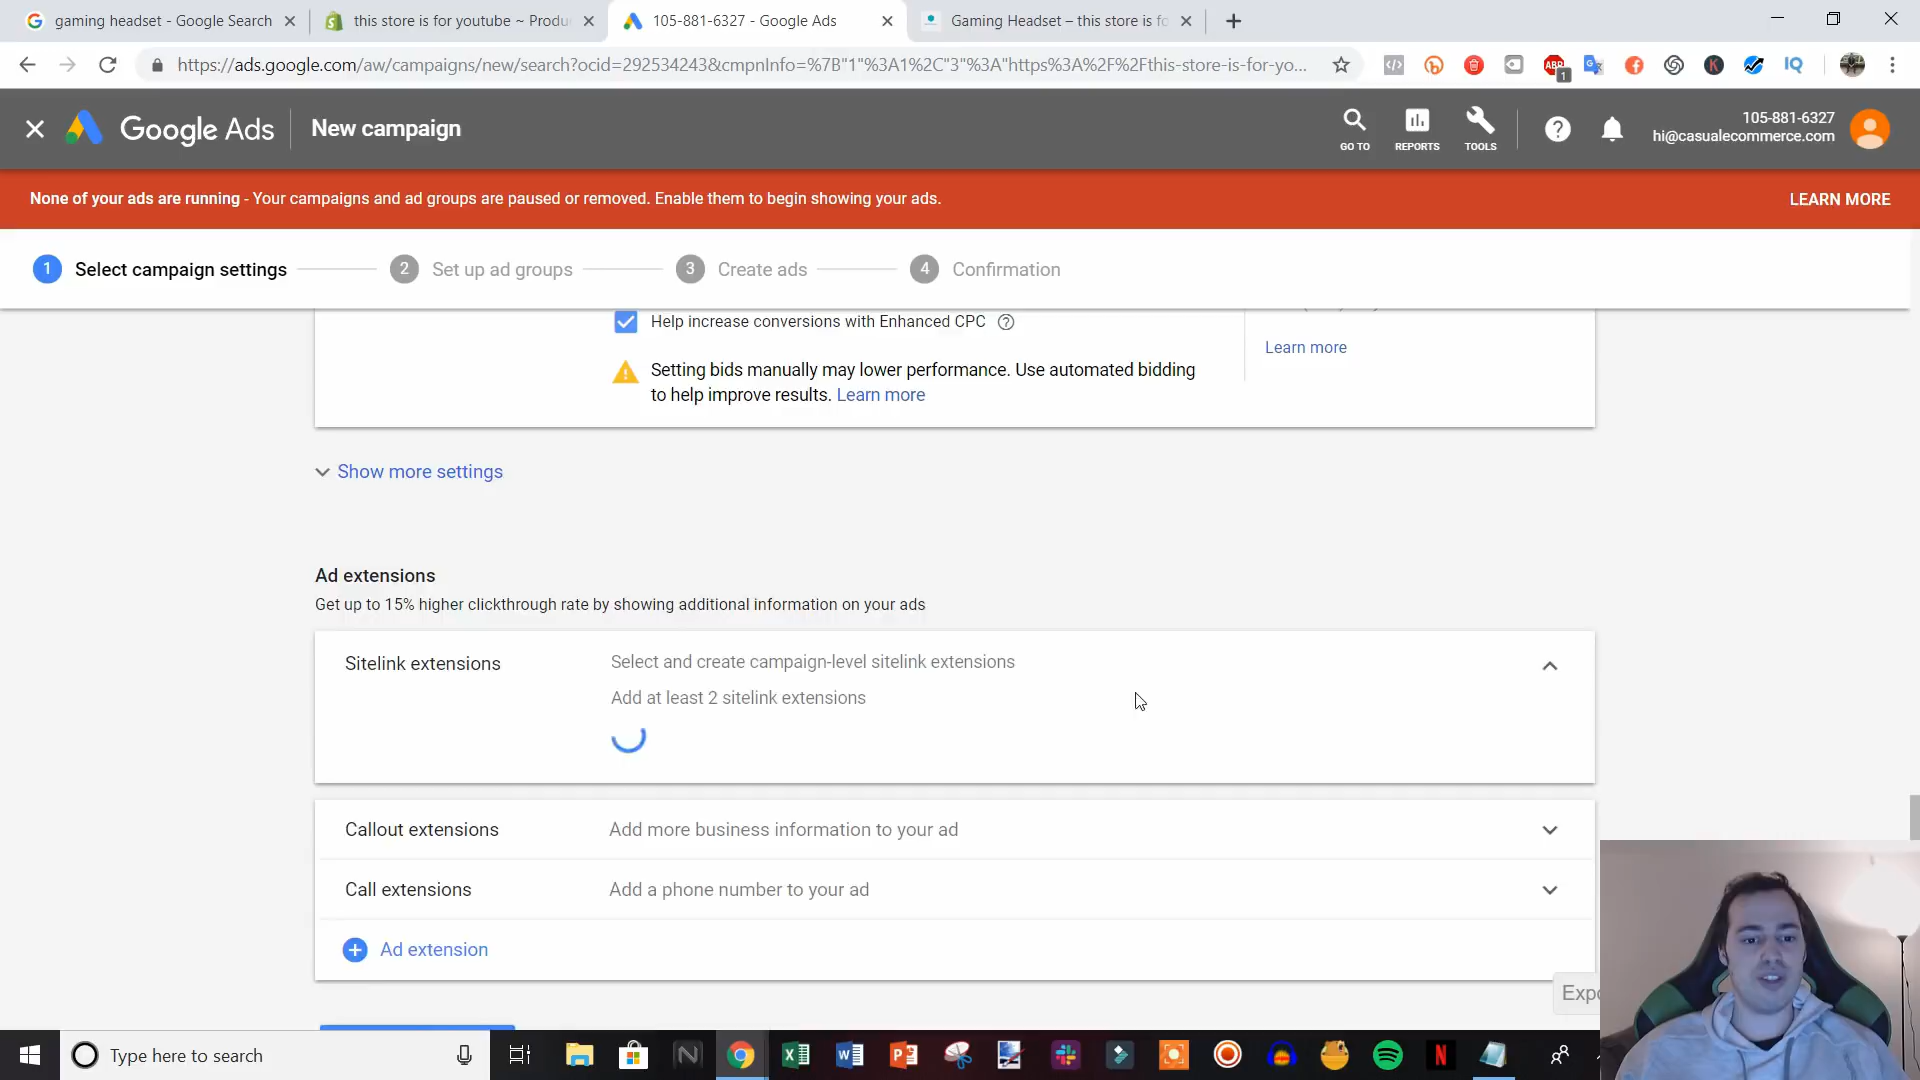 gaming headset - Google Search
this store is for youtube ~ Produ
105-881-6327 - Google Ads
Gaming Headset – this store is fo
https://ads.google.com/aw/campaigns/new/search?ocid=292534243&cmpnInfo=%7B"1"%3A1%2C"3"%3A"https%3A%2F%2Fthis-store-is-for-yo...
ABP
1
IQ
Google Ads
New campaign
GO TO
REPORTS
TOOLS
105-881-6327
hi@casualecommerce.com
None of your ads are running - Your campaigns and ad groups are paused or removed. Enable them to begin showing your ads.
LEARN MORE
1 Select campaign settings
2 Set up ad groups
3 Create ads
4 Confirmation
Help increase conversions with Enhanced CPC
Learn more
Setting bids manually may lower performance. Use automated bidding
to help improve results. Learn more
Show more settings
Ad extensions
Get up to 15% higher clickthrough rate by showing additional information on your ads
Sitelink extensions
Select and create campaign-level sitelink extensions
Add at least 2 sitelink extensions
Callout extensions
Add more business information to your ad
Call extensions
Add a phone number to your ad
Ad extension
Expo
Type here to search